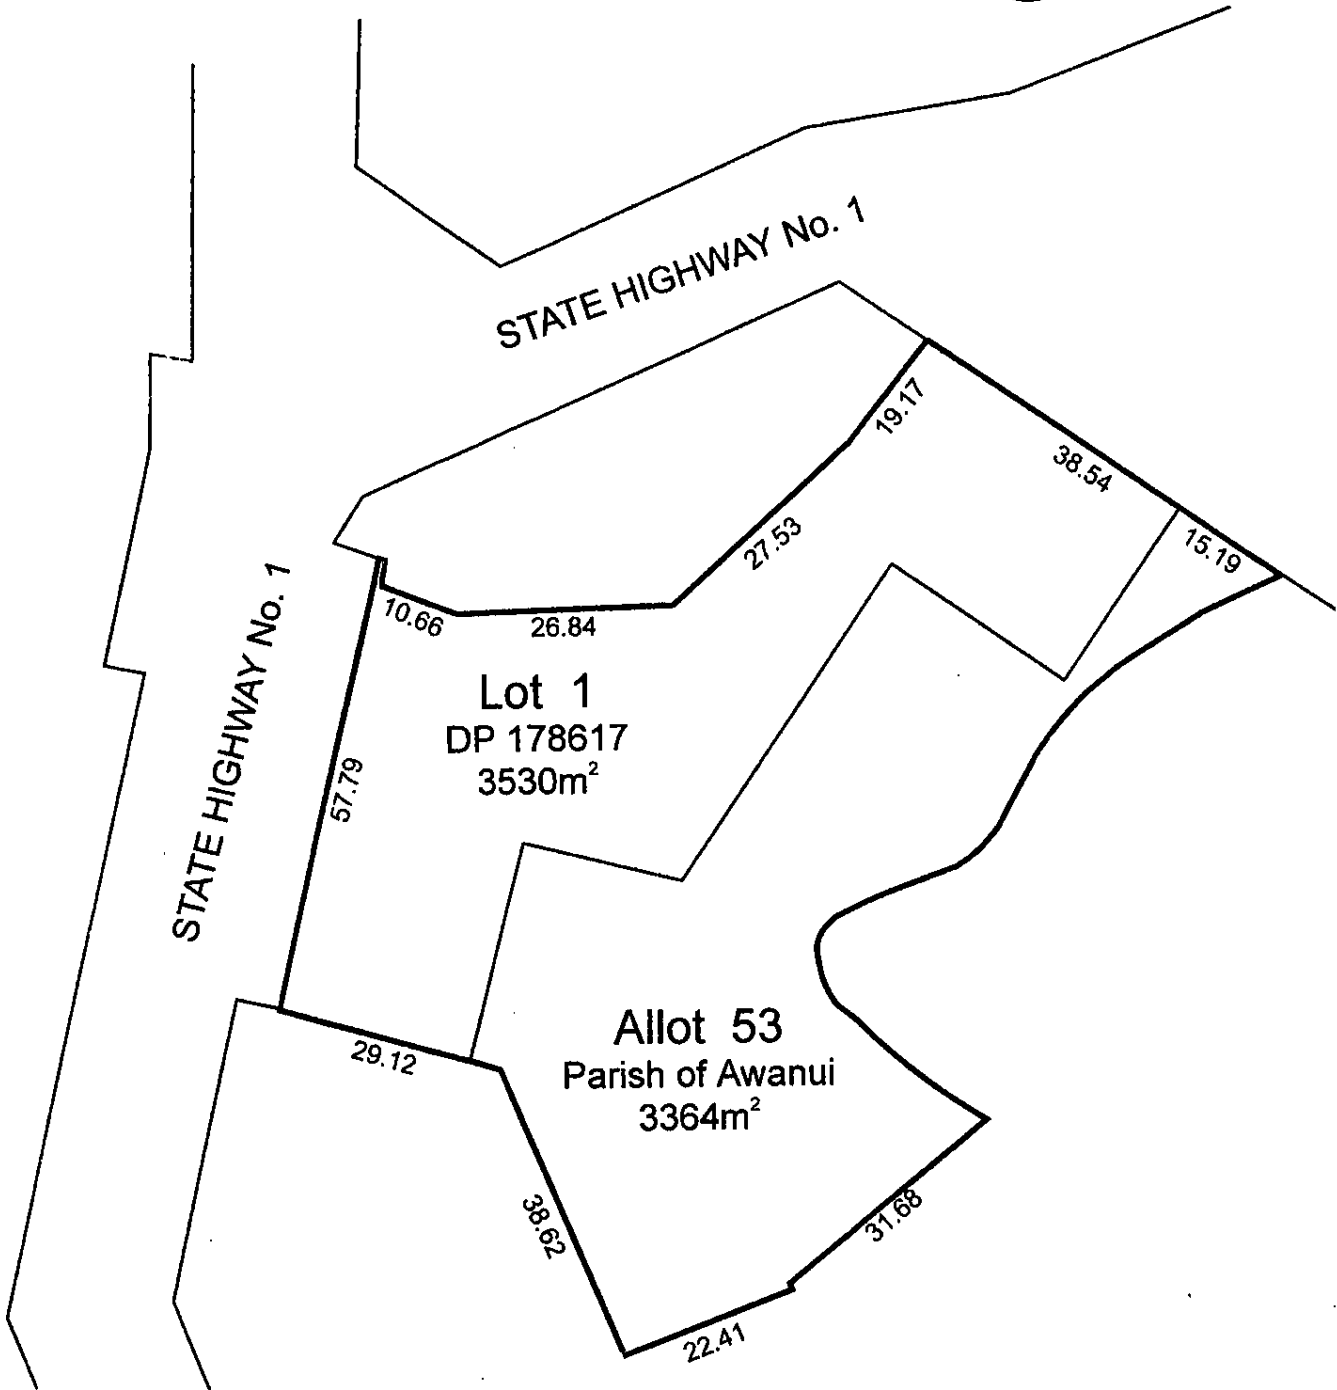 STATE HIGHWAY No. 1
19.17
38.54
15.19
27.53
10.66
26.84
STATE HIGHWAY No. 1
Lot 1
DP 178617
3530m²
57.79
Allot 53
Parish of Awanui
3364m²
29.12
38.62
31.68
22.41